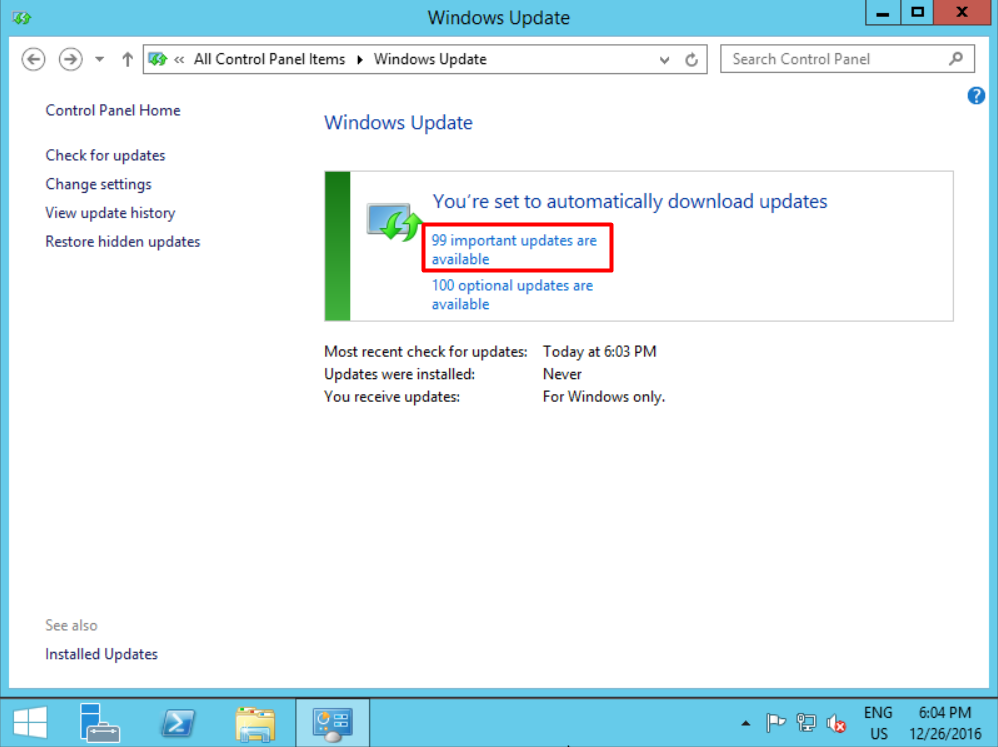 Windows Update
« All Control Panel Items Windows Update
Search Control Panel
Control Panel Home
Check for updates
Change settings
View update history
Restore hidden updates
Windows Update
You're set to automatically download updates
99 important updates are
available
100 optional updates are
available
Most recent check for updates: Today at 6:03 PM
Updates were installed: Never
You receive updates: For Windows only.
See also
Installed Updates
ENG 6:04 PM
US 12/26/2016